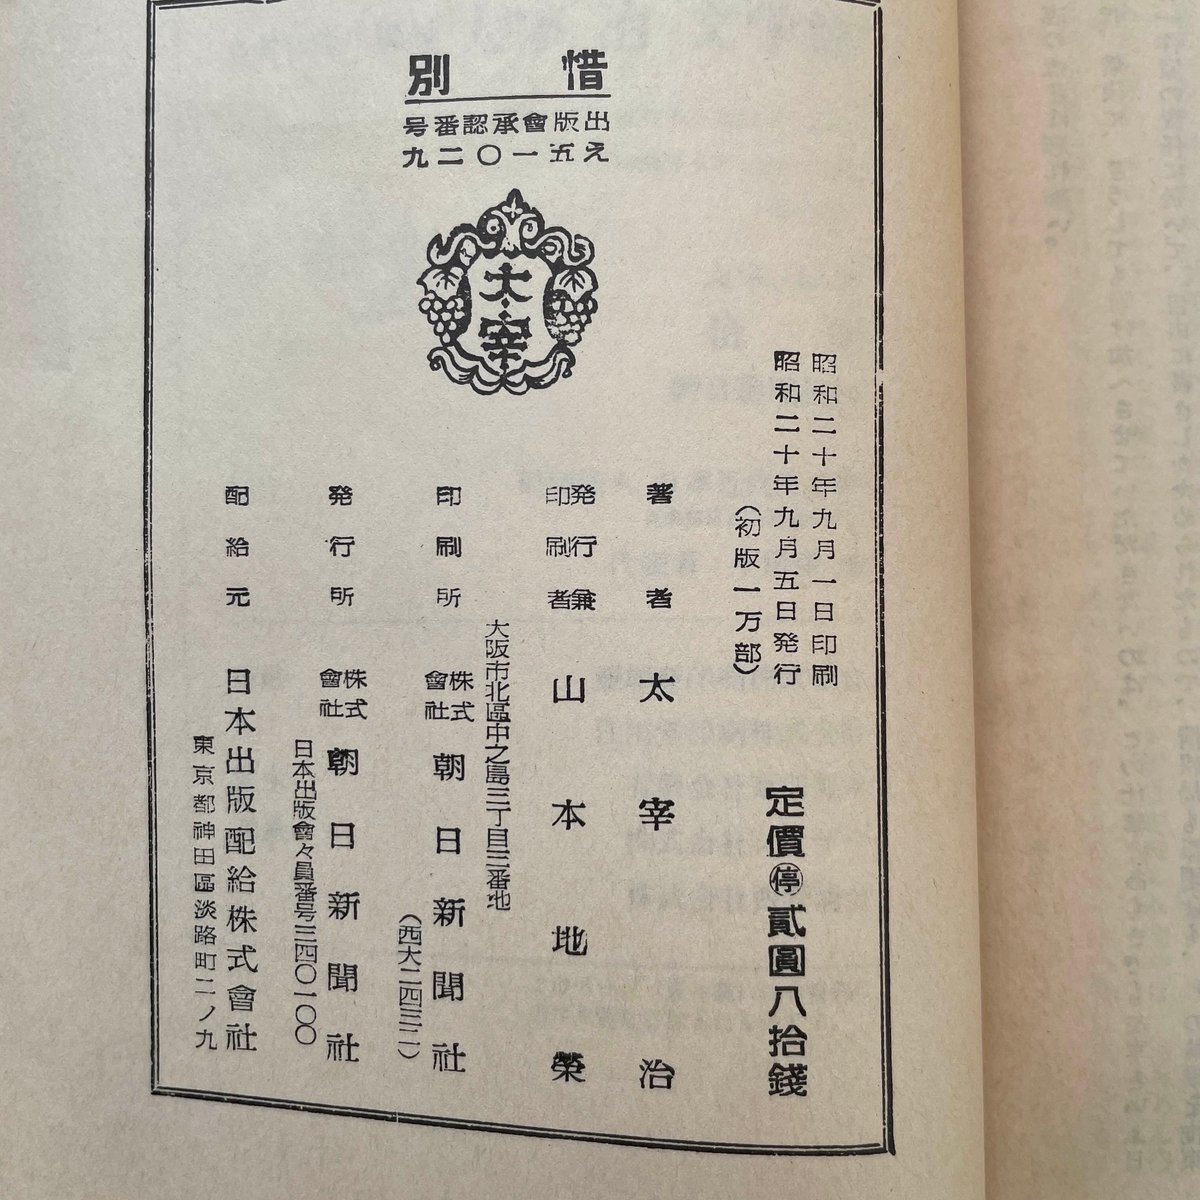 惜別
出版會承認番号
え五一〇二九
太宰
昭和二十年九月一日印刷
昭和二十年九月五日発行
（初版一万部）
定價㊡貳圓八拾錢
著者 太宰治
発行兼印刷者 山本地榮
大阪市北區中之島三丁目三番地
印刷所 株式會社 朝日新聞社
（西大二四三二）
発行所 株式會社 朝日新聞社
日本出版會々員番号三四〇一〇〇
配給元 日本出版配給株式會社
東京都神田區淡路町二ノ九